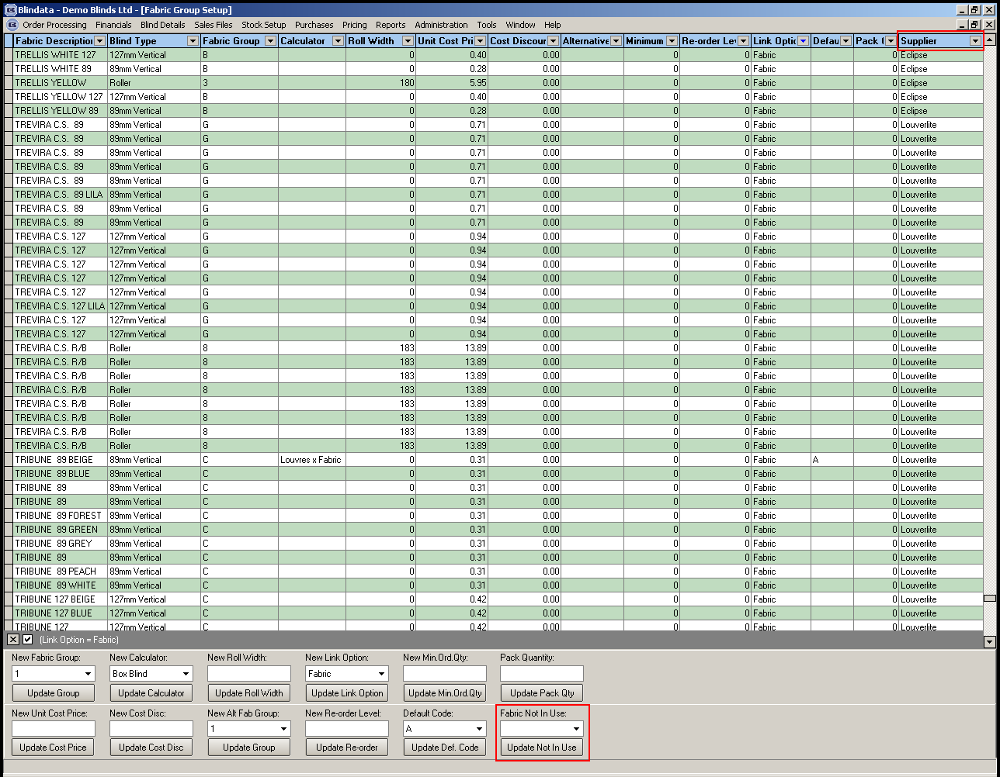 Blindata - Demo Blinds Ltd - [Fabric Group Setup]
Order Processing Financials Blind Details Sales Files Stock Setup Purchases Pricing Reports Administration Tools Window Help
Fabric Description Blind Type Fabric Group Calculator Roll Width Unit Cost Pri Cost Discour Alternative Minimum Re-order Lev Link Optio Defau Pack ( Supplier
TRELLIS WHITE 127 127mm Vertical B 0 0.40 0.00 0 0 Fabric 0 Eclipse
TRELLIS WHITE 89 89mm Vertical B 0 0.28 0.00 0 0 Fabric 0 Eclipse
TRELLIS YELLOW Roller 3 180 5.95 0.00 0 0 Fabric 0 Eclipse
TRELLIS YELLOW 127 127mm Vertical B 0 0.40 0.00 0 0 Fabric 0 Eclipse
TRELLIS YELLOW 89 89mm Vertical B 0 0.28 0.00 0 0 Fabric 0 Eclipse
TREVIRA C.S. 89 89mm Vertical G 0 0.71 0.00 0 0 Fabric 0 Louverlite
TREVIRA C.S. 89 89mm Vertical G 0 0.71 0.00 0 0 Fabric 0 Louverlite
TREVIRA C.S. 89 89mm Vertical G 0 0.71 0.00 0 0 Fabric 0 Louverlite
TREVIRA C.S. 89 89mm Vertical G 0 0.71 0.00 0 0 Fabric 0 Louverlite
TREVIRA C.S. 89 89mm Vertical G 0 0.71 0.00 0 0 Fabric 0 Louverlite
TREVIRA C.S. 89 LILA 89mm Vertical G 0 0.71 0.00 0 0 Fabric 0 Louverlite
TREVIRA C.S. 89 89mm Vertical G 0 0.71 0.00 0 0 Fabric 0 Louverlite
TREVIRA C.S. 89 89mm Vertical G 0 0.71 0.00 0 0 Fabric 0 Louverlite
TREVIRA C.S. 127 127mm Vertical G 0 0.94 0.00 0 0 Fabric 0 Louverlite
TREVIRA C.S. 127 127mm Vertical G 0 0.94 0.00 0 0 Fabric 0 Louverlite
TREVIRA C.S. 127 127mm Vertical G 0 0.94 0.00 0 0 Fabric 0 Louverlite
TREVIRA C.S. 127 127mm Vertical G 0 0.94 0.00 0 0 Fabric 0 Louverlite
TREVIRA C.S. 127 127mm Vertical G 0 0.94 0.00 0 0 Fabric 0 Louverlite
TREVIRA C.S. 127 LILA 127mm Vertical G 0 0.94 0.00 0 0 Fabric 0 Louverlite
TREVIRA C.S. 127 127mm Vertical G 0 0.94 0.00 0 0 Fabric 0 Louverlite
TREVIRA C.S. 127 127mm Vertical G 0 0.94 0.00 0 0 Fabric 0 Louverlite
TREVIRA C.S. R/B Roller 8 183 13.89 0.00 0 0 Fabric 0 Louverlite
TREVIRA C.S. R/B Roller 8 183 13.89 0.00 0 0 Fabric 0 Louverlite
TREVIRA C.S. R/B Roller 8 183 13.89 0.00 0 0 Fabric 0 Louverlite
TREVIRA C.S. R/B Roller 8 183 13.89 0.00 0 0 Fabric 0 Louverlite
TREVIRA C.S. R/B Roller 8 183 13.89 0.00 0 0 Fabric 0 Louverlite
TREVIRA C.S. R/B Roller 8 183 13.89 0.00 0 0 Fabric 0 Louverlite
TREVIRA C.S. R/B Roller 8 183 13.89 0.00 0 0 Fabric 0 Louverlite
TREVIRA C.S. R/B Roller 8 183 13.89 0.00 0 0 Fabric 0 Louverlite
TRIBUNE 89 BEIGE 89mm Vertical C Louvres x Fabric 0 0.31 0.00 0 0 Fabric A 0 Louverlite
TRIBUNE 89 BLUE 89mm Vertical C 0 0.31 0.00 0 0 Fabric 0 Louverlite
TRIBUNE 89 89mm Vertical C 0 0.31 0.00 0 0 Fabric 0 Louverlite
TRIBUNE 89 89mm Vertical C 0 0.31 0.00 0 0 Fabric 0 Louverlite
TRIBUNE 89 FOREST 89mm Vertical C 0 0.31 0.00 0 0 Fabric 0 Louverlite
TRIBUNE 89 GREEN 89mm Vertical C 0 0.31 0.00 0 0 Fabric 0 Louverlite
TRIBUNE 89 GREY 89mm Vertical C 0 0.31 0.00 0 0 Fabric 0 Louverlite
TRIBUNE 89 89mm Vertical C 0 0.31 0.00 0 0 Fabric 0 Louverlite
TRIBUNE 89 PEACH 89mm Vertical C 0 0.31 0.00 0 0 Fabric 0 Louverlite
TRIBUNE 89 WHITE 89mm Vertical C 0 0.31 0.00 0 0 Fabric 0 Louverlite
TRIBUNE 127 BEIGE 127mm Vertical C 0 0.42 0.00 0 0 Fabric 0 Louverlite
TRIBUNE 127 BLUE 127mm Vertical C 0 0.42 0.00 0 0 Fabric 0 Louverlite
TRIBUNE 127 127mm Vertical C 0 0.42 0.00 0 0 Fabric 0 Louverlite
(Link Option = Fabric)
New Fabric Group: New Calculator: New Roll Width: New Link Option: New Min.Ord.Qty: Pack Quantity:
1 Box Blind Fabric
Update Group Update Calculator Update Roll Width Update Link Option Update Min.Ord.Qty Update Pack Qty
New Unit Cost Price: New Cost Disc: New Alt Fab Group: New Re-order Level: Default Code: Fabric Not In Use:
1 A
Update Cost Price Update Cost Disc Update Group Update Re-order Update Def. Code Update Not In Use